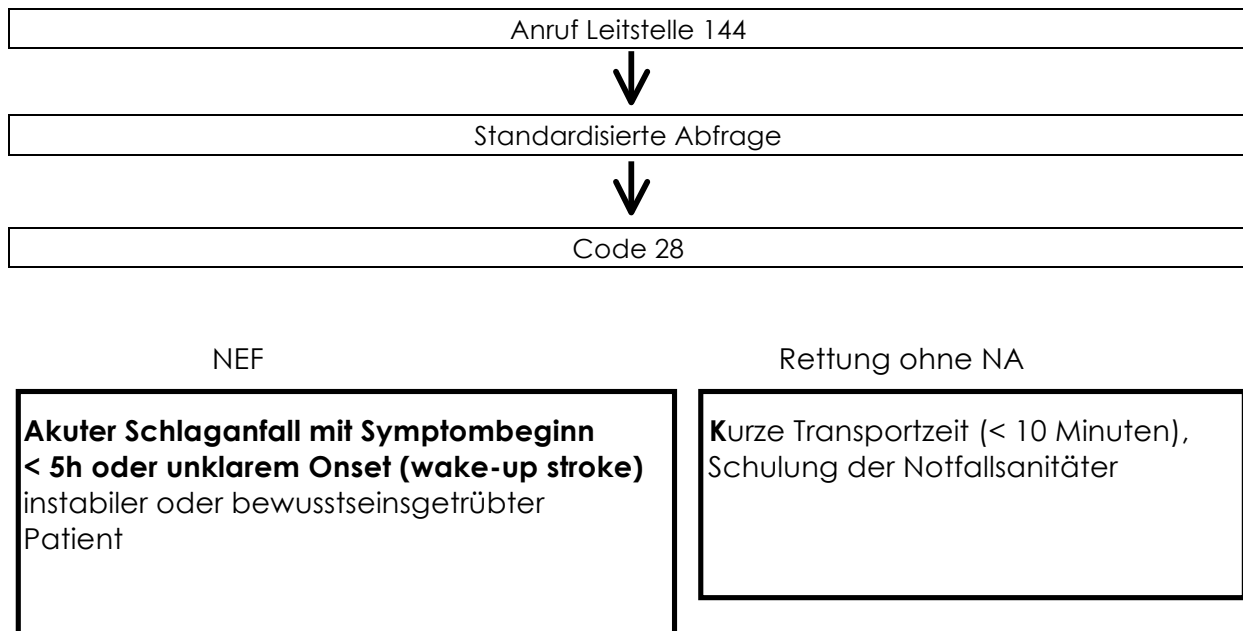 Anruf Leitstelle 144
Standardisierte Abfrage
Code 28
NEF
Rettung ohne NA
Akuter Schlaganfall mit Symptombeginn
< 5h oder unklarem Onset (wake-up stroke)
instabiler oder bewusstseinsgetrübter
Patient
Kurze Transportzeit (< 10 Minuten),
Schulung der Notfallsanitäter